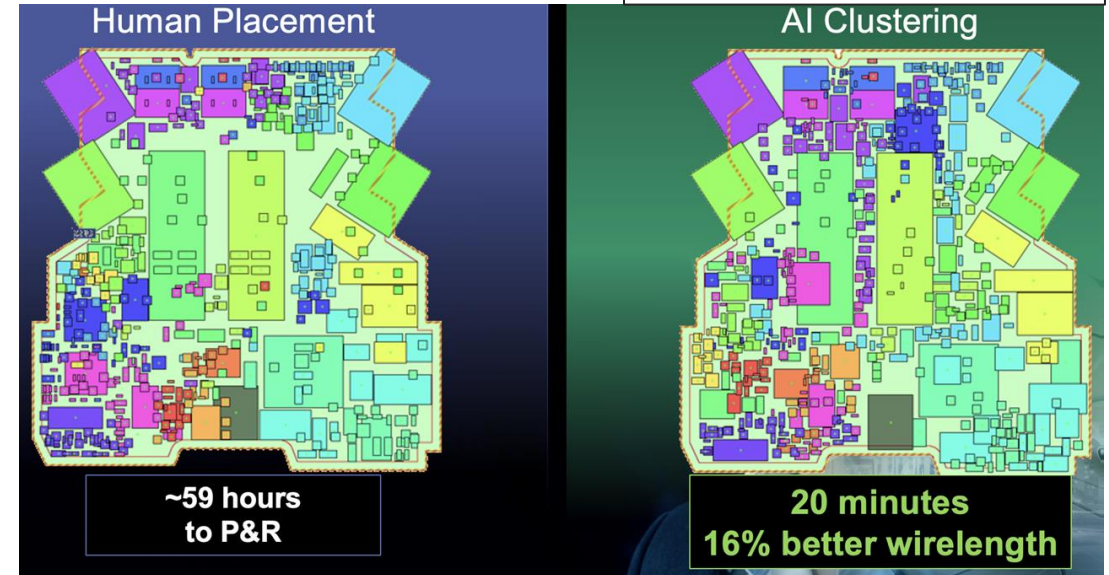 Human Placement
AI Clustering
~59 hours
to P&R
20 minutes
16% better wirelength